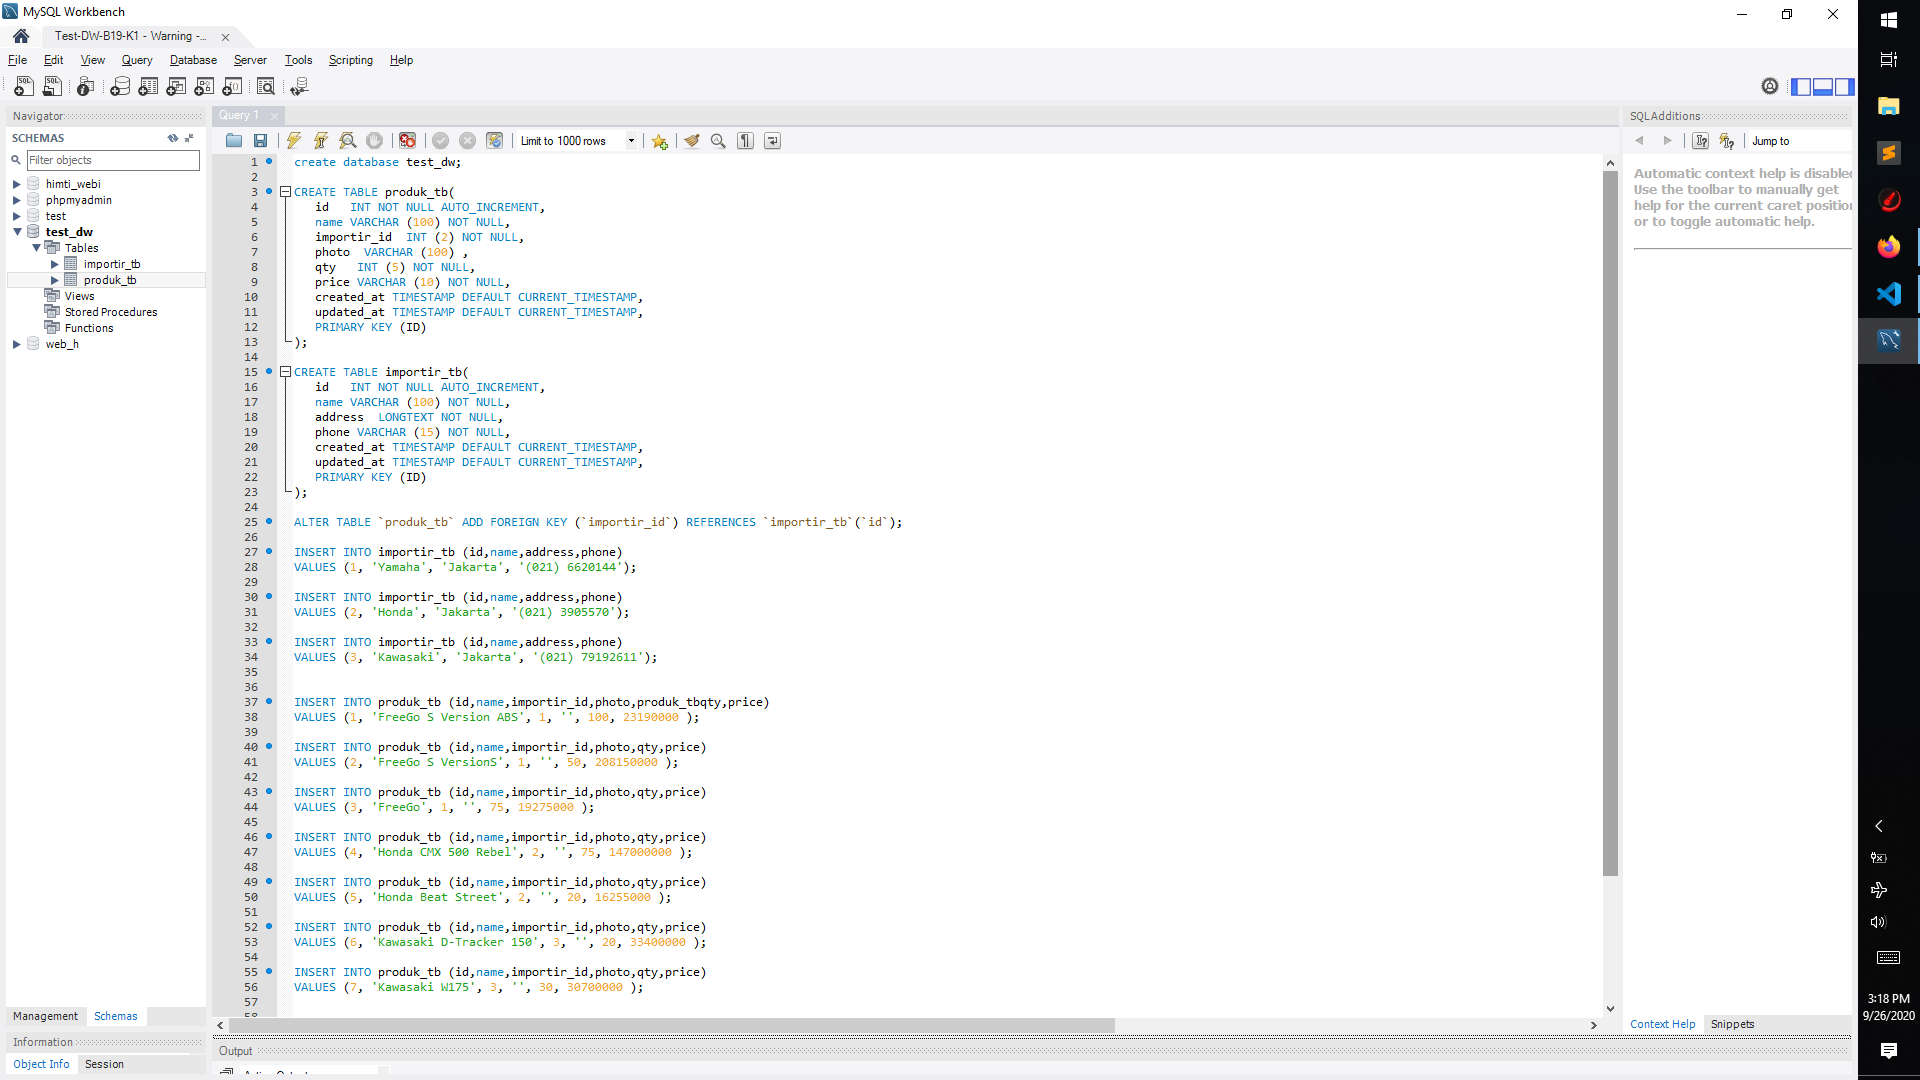 MySQL Workbench
Test-DW-B19-K1 - Warning -...
File Edit View Query Database Server Tools Scripting Help
Navigator
SCHEMAS
Filter objects
himti_webi
phpmyadmin
test
test_dw
Tables
importir_tb
produk_tb
Views
Stored Procedures
Functions
web_h
Management Schemas
Information
Object Info Session
Query 1
Limit to 1000 rows
1 create database test_dw;
2
3 CREATE TABLE produk_tb(
4 id INT NOT NULL AUTO_INCREMENT,
5 name VARCHAR (100) NOT NULL,
6 importir_id INT (2) NOT NULL,
7 photo VARCHAR (100) ,
8 qty INT (5) NOT NULL,
9 price VARCHAR (10) NOT NULL,
10 created_at TIMESTAMP DEFAULT CURRENT_TIMESTAMP,
11 updated_at TIMESTAMP DEFAULT CURRENT_TIMESTAMP,
12 PRIMARY KEY (ID)
13 );
14
15 CREATE TABLE importir_tb(
16 id INT NOT NULL AUTO_INCREMENT,
17 name VARCHAR (100) NOT NULL,
18 address LONGTEXT NOT NULL,
19 phone VARCHAR (15) NOT NULL,
20 created_at TIMESTAMP DEFAULT CURRENT_TIMESTAMP,
21 updated_at TIMESTAMP DEFAULT CURRENT_TIMESTAMP,
22 PRIMARY KEY (ID)
23 );
24
25 ALTER TABLE `produk_tb` ADD FOREIGN KEY (`importir_id`) REFERENCES `importir_tb`(`id`);
26
27 INSERT INTO importir_tb (id,name,address,phone)
28 VALUES (1, 'Yamaha', 'Jakarta', '(021) 6620144');
29
30 INSERT INTO importir_tb (id,name,address,phone)
31 VALUES (2, 'Honda', 'Jakarta', '(021) 3905570');
32
33 INSERT INTO importir_tb (id,name,address,phone)
34 VALUES (3, 'Kawasaki', 'Jakarta', '(021) 79192611');
35
36
37 INSERT INTO produk_tb (id,name,importir_id,photo,produk_tbqty,price)
38 VALUES (1, 'FreeGo S Version ABS', 1, '', 100, 23190000 );
39
40 INSERT INTO produk_tb (id,name,importir_id,photo,qty,price)
41 VALUES (2, 'FreeGo S VersionS', 1, '', 50, 208150000 );
42
43 INSERT INTO produk_tb (id,name,importir_id,photo,qty,price)
44 VALUES (3, 'FreeGo', 1, '', 75, 19275000 );
45
46 INSERT INTO produk_tb (id,name,importir_id,photo,qty,price)
47 VALUES (4, 'Honda CMX 500 Rebel', 2, '', 75, 147000000 );
48
49 INSERT INTO produk_tb (id,name,importir_id,photo,qty,price)
50 VALUES (5, 'Honda Beat Street', 2, '', 20, 16255000 );
51
52 INSERT INTO produk_tb (id,name,importir_id,photo,qty,price)
53 VALUES (6, 'Kawasaki D-Tracker 150', 3, '', 20, 33400000 );
54
55 INSERT INTO produk_tb (id,name,importir_id,photo,qty,price)
56 VALUES (7, 'Kawasaki W175', 3, '', 30, 30700000 );
57
Output
SQLAdditions
Jump to
Automatic context help is disabled
Use the toolbar to manually get
help for the current caret position
or to toggle automatic help.
Context Help Snippets
3:18 PM
9/26/2020